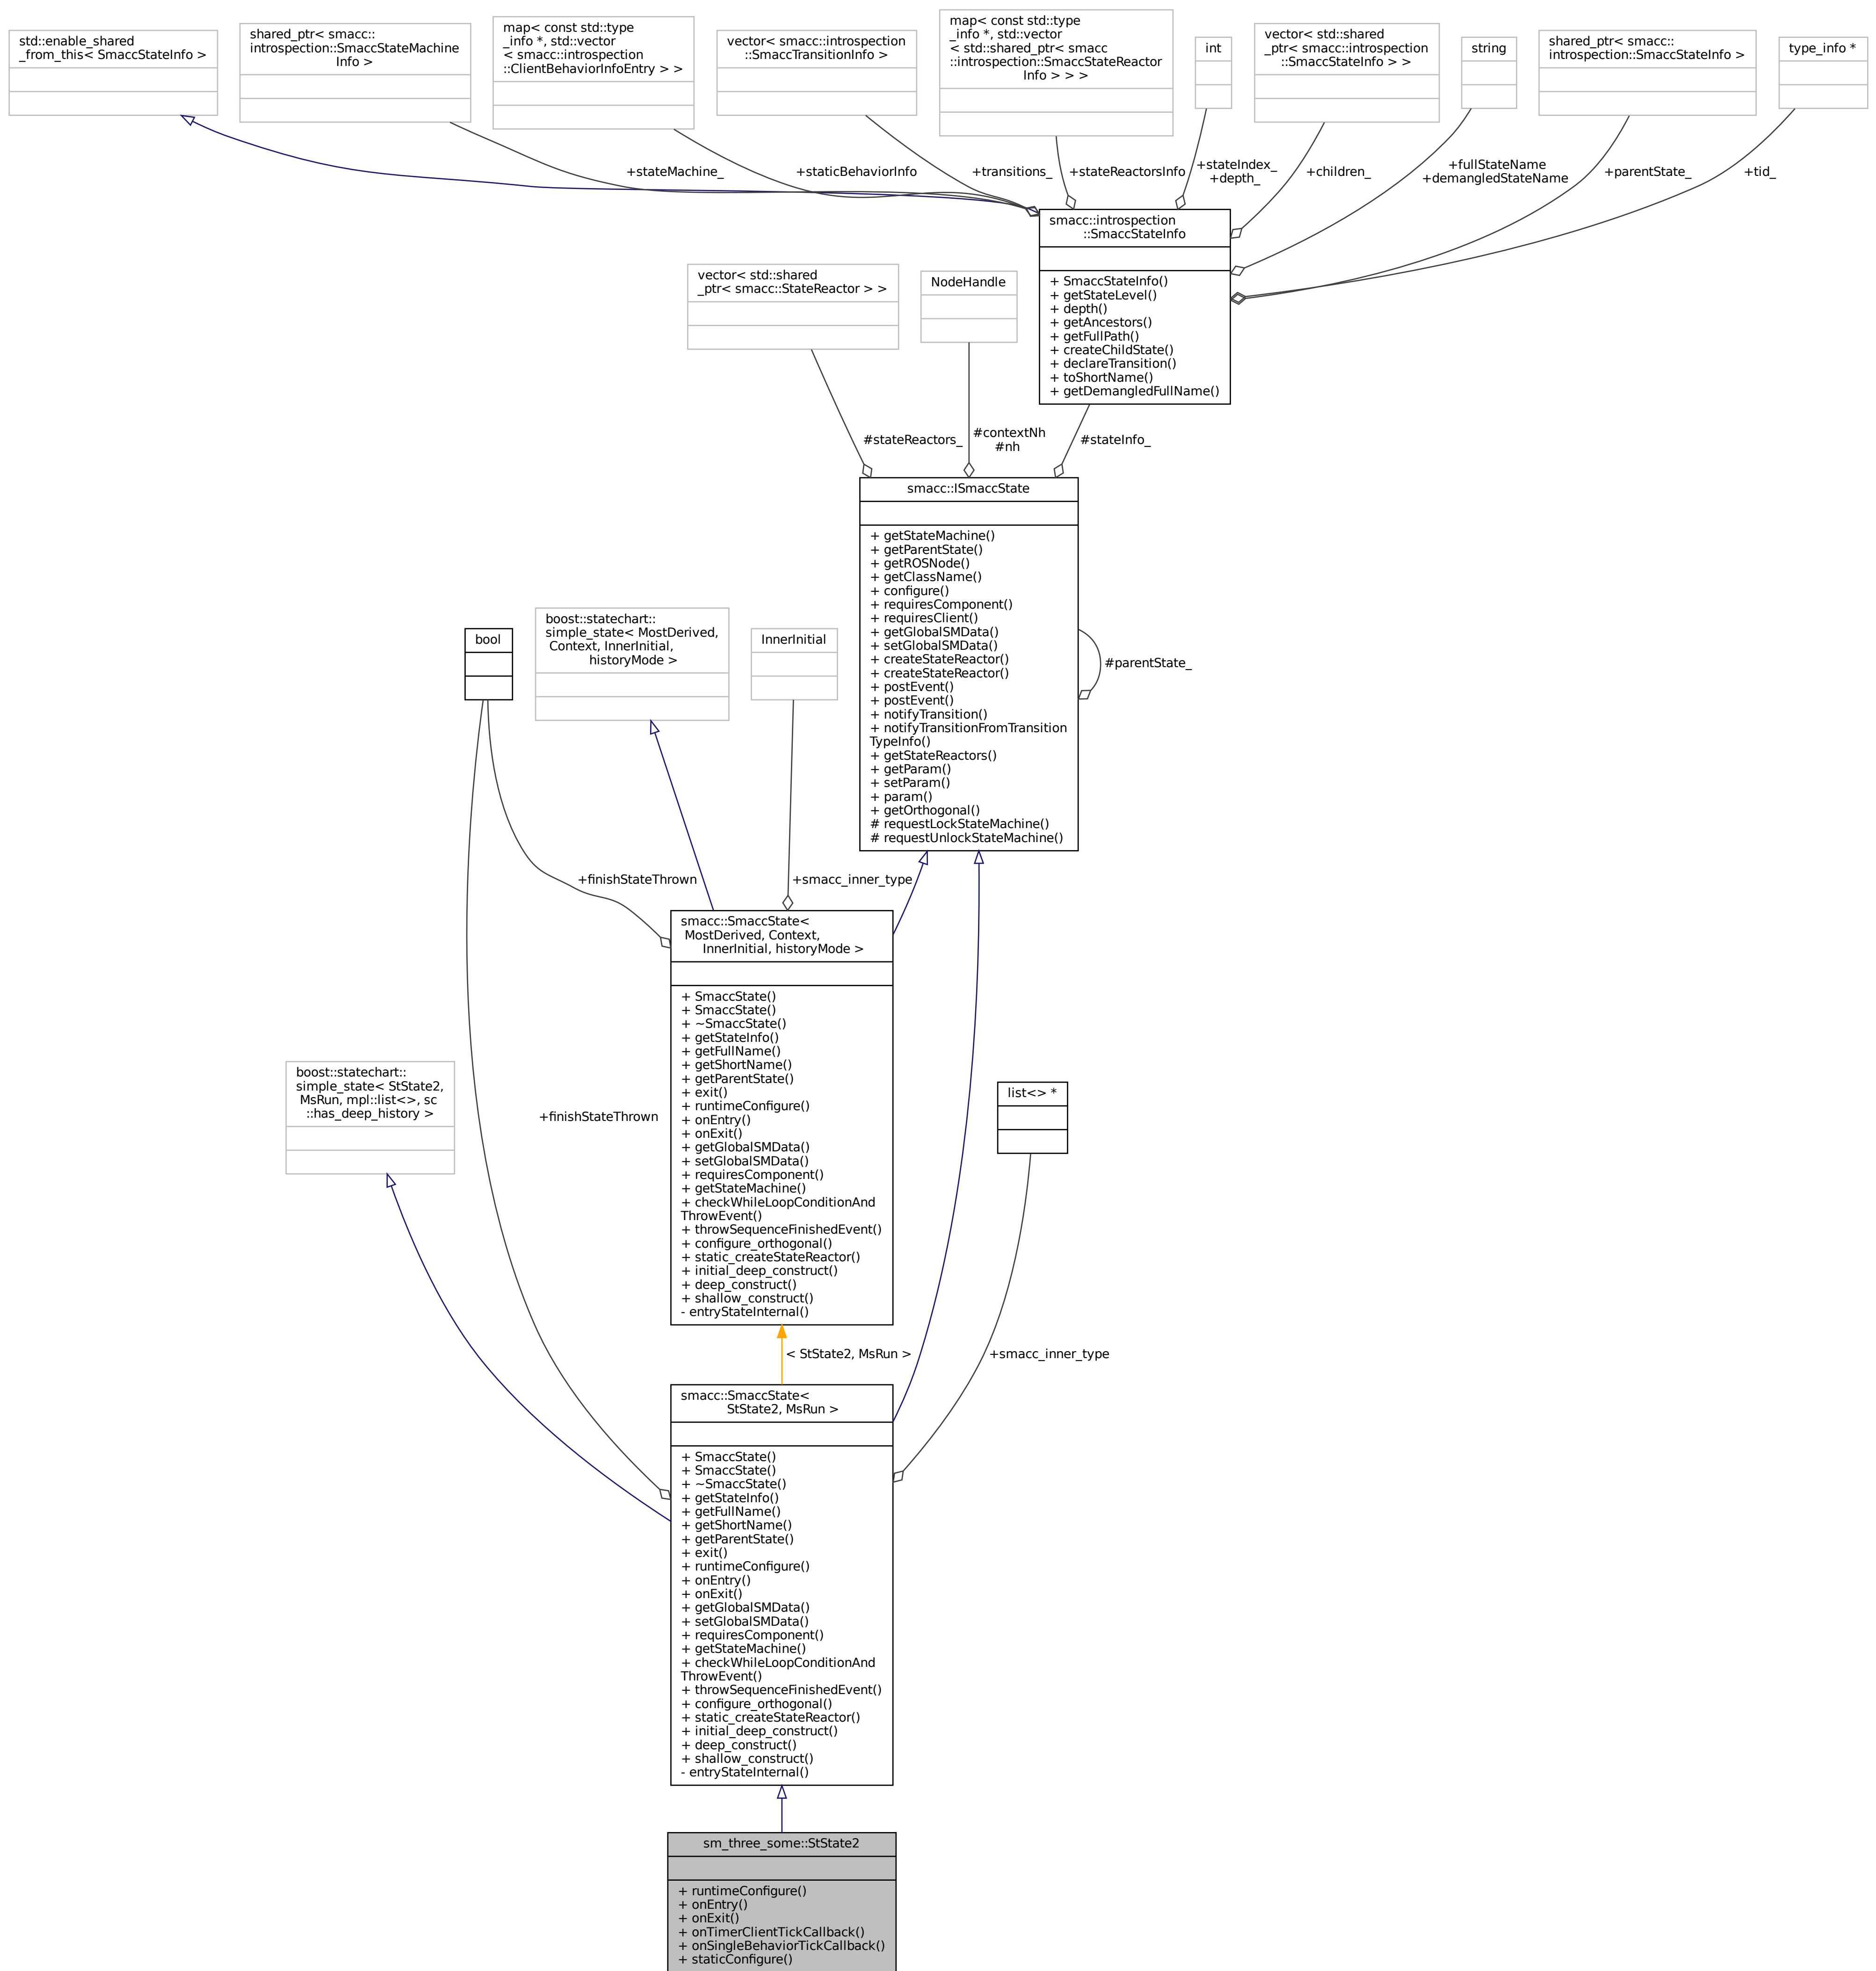 std::enable_shared
_from_this< SmaccStateInfo >
shared_ptr< smacc::
introspection::SmaccStateMachine
Info >
map< const std::type
_info *, std::vector
< smacc::introspection
::ClientBehaviorInfoEntry > >
vector< smacc::introspection
::SmaccTransitionInfo >
map< const std::type
_info *, std::vector
< std::shared_ptr< smacc
::introspection::SmaccStateReactor
Info > > >
int
vector< std::shared
_ptr< smacc::introspection
::SmaccStateInfo > >
string
shared_ptr< smacc::
introspection::SmaccStateInfo >
type_info *
+stateMachine_
+staticBehaviorInfo
+transitions_
+stateReactorsInfo
+stateIndex_
+depth_
+children_
+fullStateName
+demangledStateName
+parentState_
+tid_
smacc::introspection
::SmaccStateInfo
+ SmaccStateInfo()
+ getStateLevel()
+ depth()
+ getAncestors()
+ getFullPath()
+ createChildState()
+ declareTransition()
+ toShortName()
+ getDemangledFullName()
vector< std::shared
_ptr< smacc::StateReactor > >
NodeHandle
#stateReactors_
#contextNh
#nh
#stateInfo_
smacc::ISmaccState
+ getStateMachine()
+ getParentState()
+ getROSNode()
+ getClassName()
+ configure()
+ requiresComponent()
+ requiresClient()
+ getGlobalSMData()
+ setGlobalSMData()
+ createStateReactor()
+ createStateReactor()
+ postEvent()
+ postEvent()
+ notifyTransition()
+ notifyTransitionFromTransition
TypeInfo()
+ getStateReactors()
+ getParam()
+ setParam()
+ param()
+ getOrthogonal()
# requestLockStateMachine()
# requestUnlockStateMachine()
#parentState_
bool
boost::statechart::
simple_state< MostDerived,
Context, InnerInitial,
historyMode >
InnerInitial
+finishStateThrown
+smacc_inner_type
smacc::SmaccState<
MostDerived, Context,
InnerInitial, historyMode >
+ SmaccState()
+ SmaccState()
+ ~SmaccState()
+ getStateInfo()
+ getFullName()
+ getShortName()
+ getParentState()
+ exit()
+ runtimeConfigure()
+ onEntry()
+ onExit()
+ getGlobalSMData()
+ setGlobalSMData()
+ requiresComponent()
+ getStateMachine()
+ checkWhileLoopConditionAnd
ThrowEvent()
+ throwSequenceFinishedEvent()
+ configure_orthogonal()
+ static_createStateReactor()
+ initial_deep_construct()
+ deep_construct()
+ shallow_construct()
- entryStateInternal()
boost::statechart::
simple_state< StState2,
MsRun, mpl::list<>, sc
::has_deep_history >
+finishStateThrown
list<> *
< StState2, MsRun >
+smacc_inner_type
smacc::SmaccState<
StState2, MsRun >
+ SmaccState()
+ SmaccState()
+ ~SmaccState()
+ getStateInfo()
+ getFullName()
+ getShortName()
+ getParentState()
+ exit()
+ runtimeConfigure()
+ onEntry()
+ onExit()
+ getGlobalSMData()
+ setGlobalSMData()
+ requiresComponent()
+ getStateMachine()
+ checkWhileLoopConditionAnd
ThrowEvent()
+ throwSequenceFinishedEvent()
+ configure_orthogonal()
+ static_createStateReactor()
+ initial_deep_construct()
+ deep_construct()
+ shallow_construct()
- entryStateInternal()
sm_three_some::StState2
+ runtimeConfigure()
+ onEntry()
+ onExit()
+ onTimerClientTickCallback()
+ onSingleBehaviorTickCallback()
+ staticConfigure()